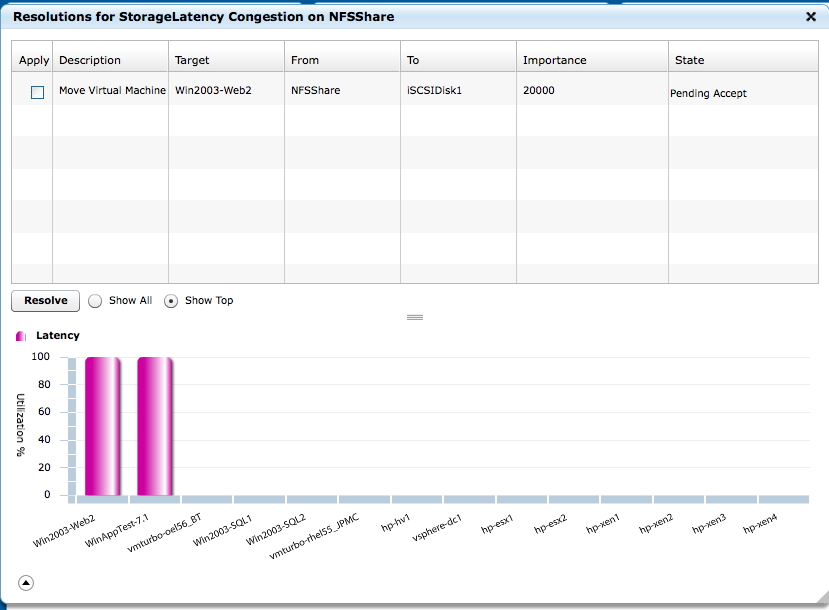 Resolutions for StorageLatency Congestion on NFSShare
Apply Description Target From To Importance State
Move Virtual Machine Win2003-Web2 NFSShare iSCSIDisk1 20000 Pending Accept
Resolve Show All Show Top
Latency
100
80
60
40
20
0
Utilization %
Win2003-Web2 WinAppTest-7.1 vmturbo-oel56_BT Win2003-SQL1 Win2003-SQL2 vmturbo-rhel55_JPMC hp-hv1 vsphere-dc1 hp-esx1 hp-esx2 hp-xen1 hp-xen2 hp-xen3 hp-xen4